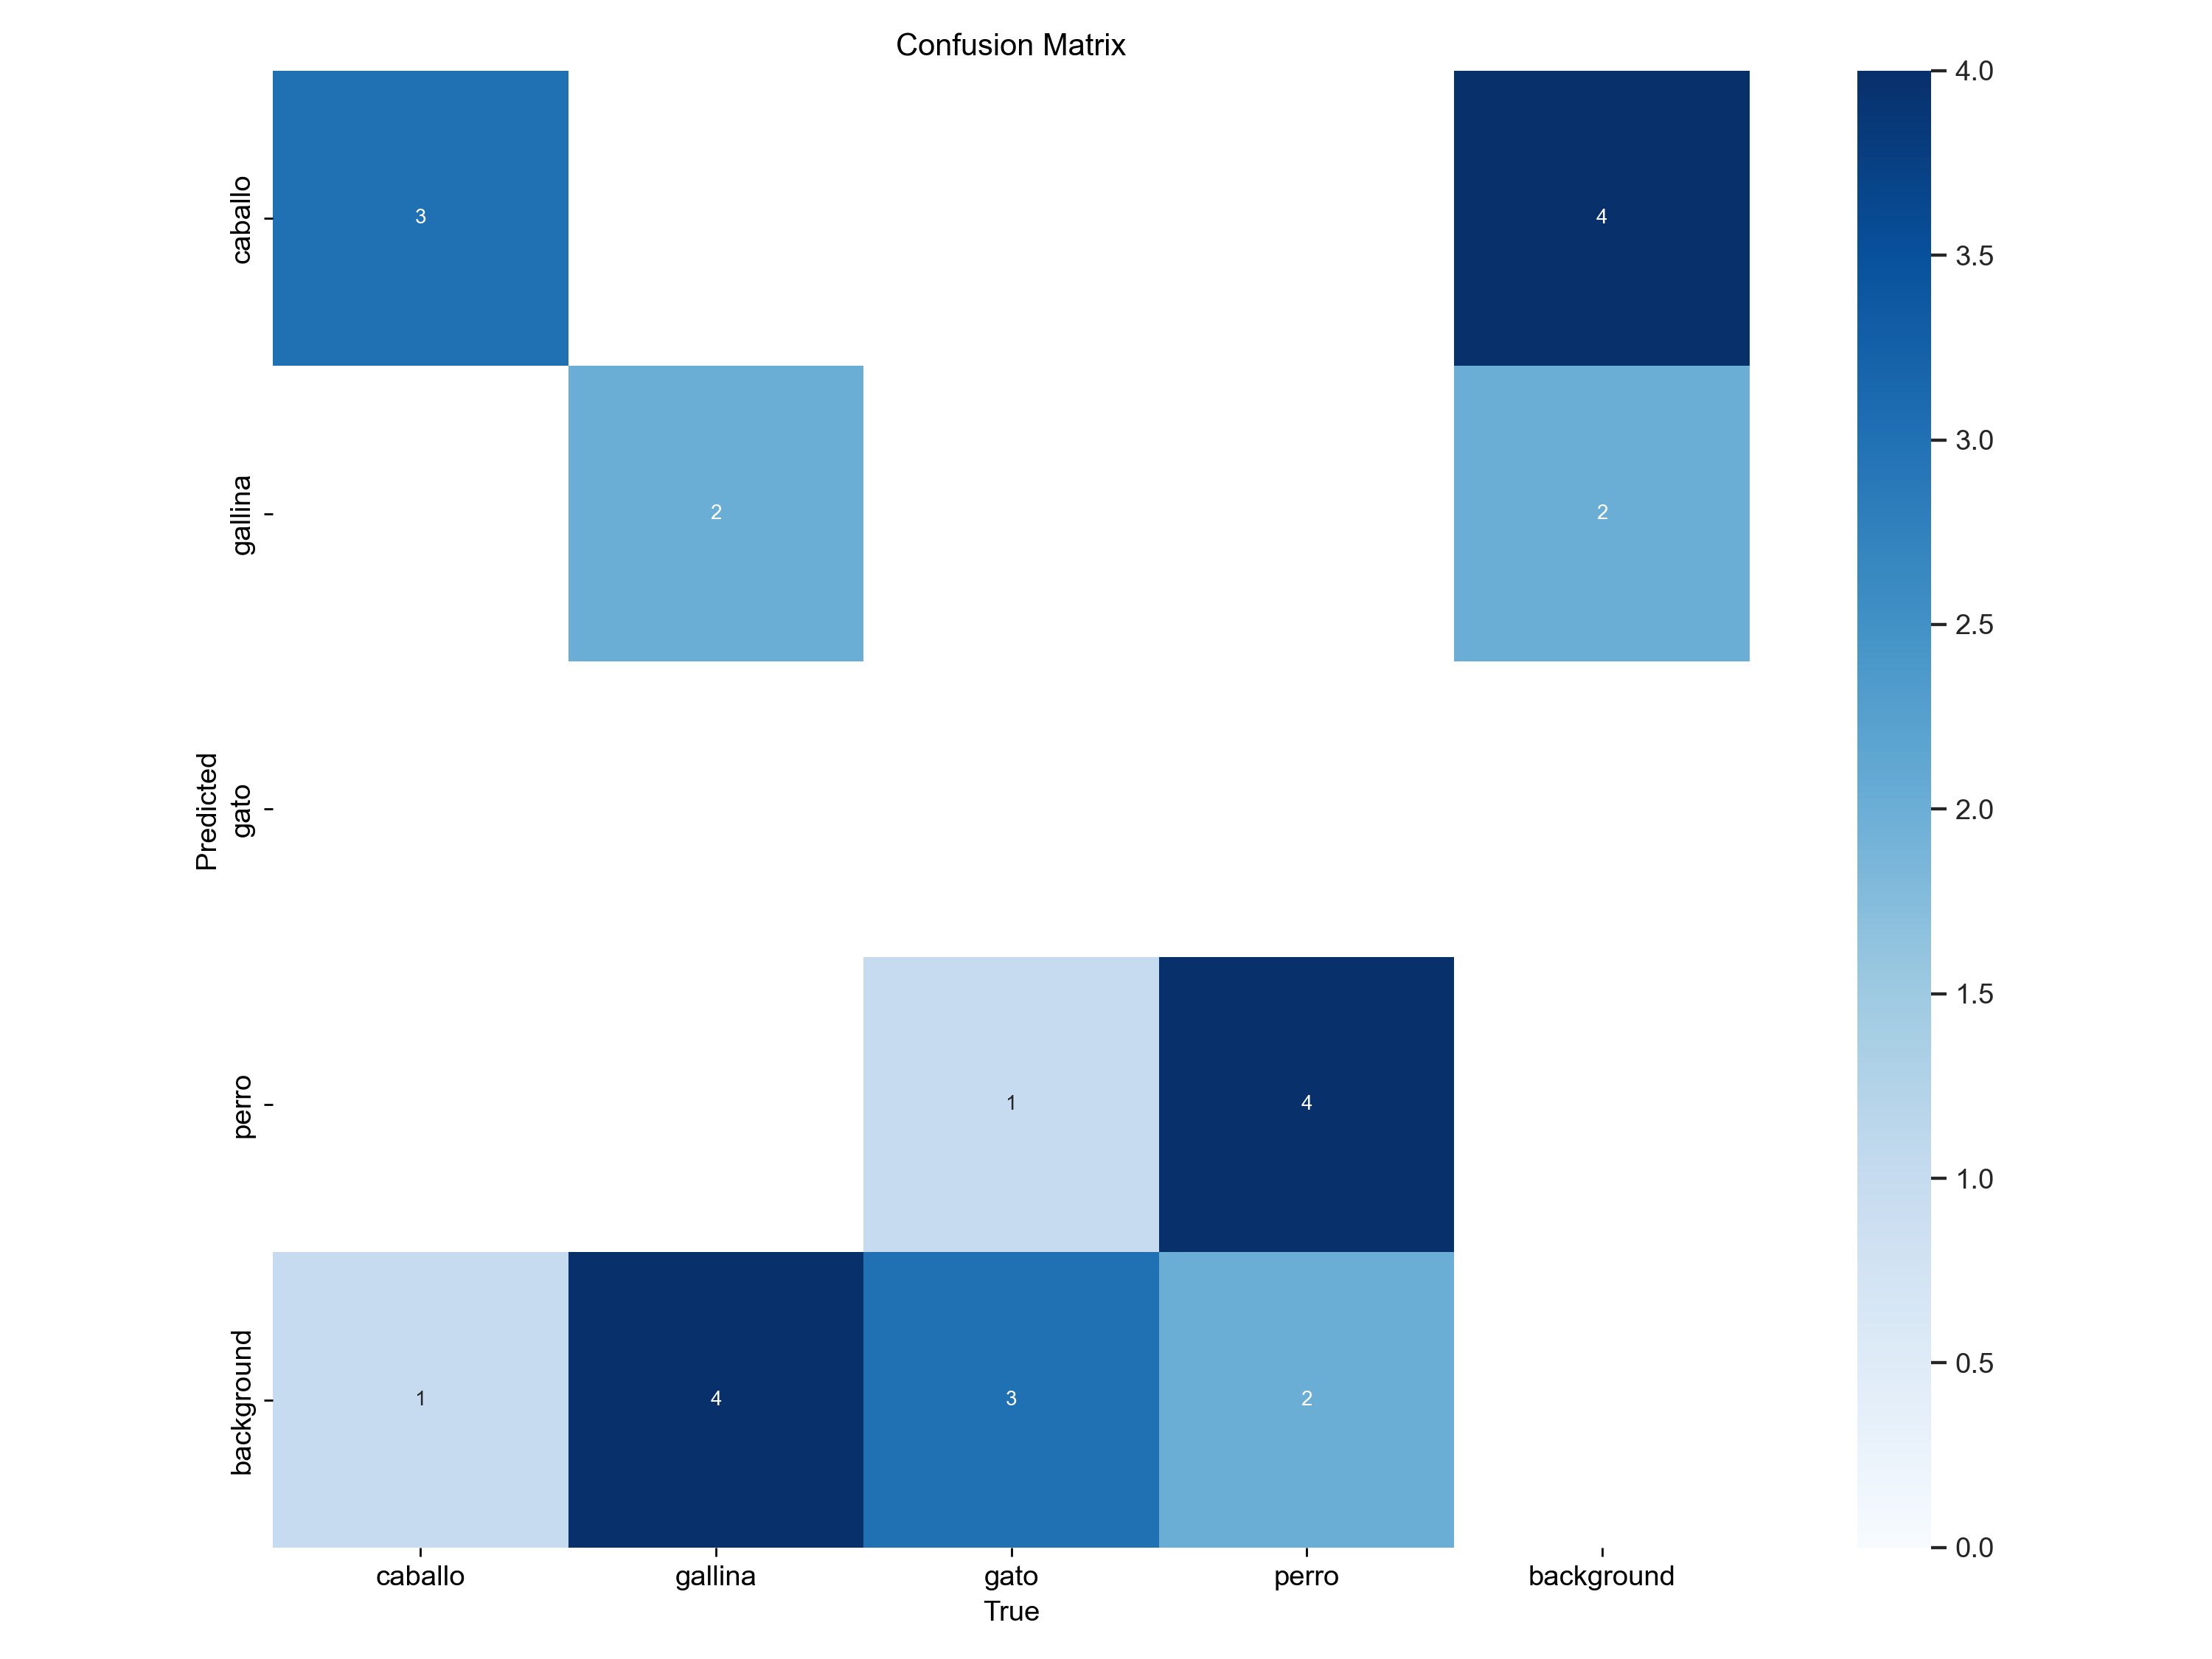 Confusion Matrix
caballo
3
4
gallina
2
2
gato
perro
1
4
background
1
4
3
2
Predicted
caballo
gallina
gato
perro
background
True
4.0
3.5
3.0
2.5
2.0
1.5
1.0
0.5
0.0